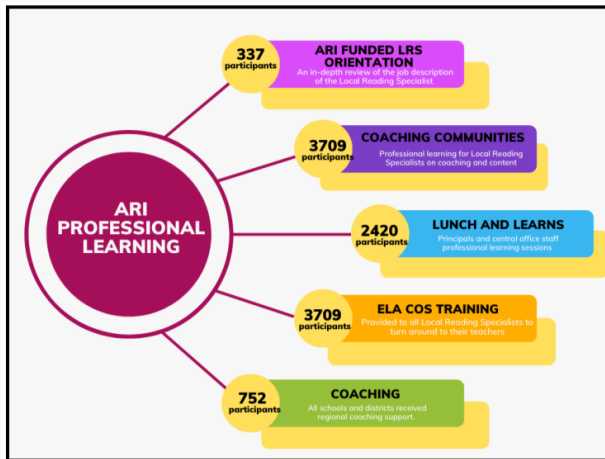 337
participants
ARI FUNDED LRS
ORIENTATION
An in-depth review of the job description
of the Local Reading Specialist
3709
participants
COACHING COMMUNITIES
Professional learning for Local Reading
Specialists on coaching and content
ARI
PROFESSIONAL
LEARNING
2420
participants
LUNCH AND LEARNS
Principals and central office staff
professional learning sessions
3709
participants
ELA COS TRAINING
Provided to all Local Reading Specialists to
turn around to their teachers
752
participants
COACHING
All schools and districts received
regional coaching support.